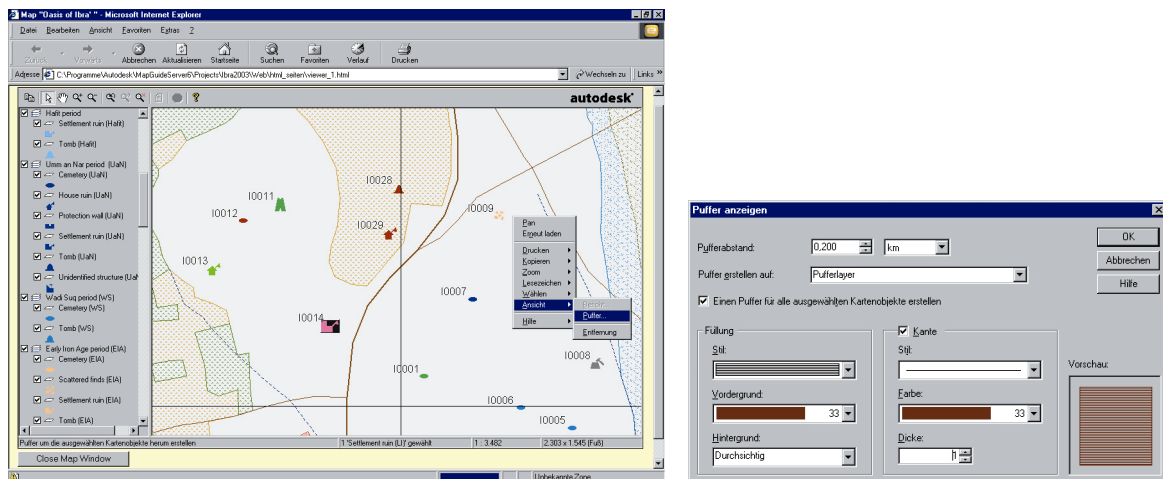 Map "Oasis of Ibra' " - Microsoft Internet Explorer
Datei Bearbeiten Ansicht Favoriten Extras ?
Zurück Vorwärts Abbrechen Aktualisieren Startseite Suchen Favoriten Verlauf Drucken
Adresse C:\Programme\Autodesk\MapGuideServer6\Projects\Ibra2003\Web\html_seiten\viewer_1.html Wechseln zu Links »
autodesk
Hafit period
Settlement ruin (Hafit)
Tomb (Hafit)
Umm an Nar period (UaN)
Cemetery (UaN)
House ruin (UaN)
Protection wall (UaN)
Settlement ruin (UaN)
Tomb (UaN)
Unidentified structure (Uar
Wadi Suq period (WS)
Cemetery (WS)
Tomb (WS)
Early Iron Age period (EIA)
Cemetery (EIA)
Scattered finds (EIA)
Settlement ruin (EIA)
Tomb (EIA)
I0028
I0011
I0012
I0029
I0009
I0013
I0007
I0014
I0008
I0001
I0006
I0005
Pan
Erneut laden
Drucken
Kopieren
Zoom
Lesezeichen
Wählen
Ansicht
Hilfe
Puffer...
Entfernung
Puffer um die ausgewählten Kartenobjekte herum erstellen 1 'Settlement ruin (LI)' gewählt 1 : 3.482 2.303 x 1.545 (Fuß)
Close Map Window
Unbekannte Zone
Puffer anzeigen
Pufferabstand: 0,200 km
OK
Abbrechen
Puffer erstellen auf: Pufferlayer
Hilfe
Einen Puffer für alle ausgewählten Kartenobjekte erstellen
Füllung
Kante
Stil:
Stil:
Vorschau:
Vordergrund:
Farbe:
33
33
Hintergrund:
Dicke:
Durchsichtig
1